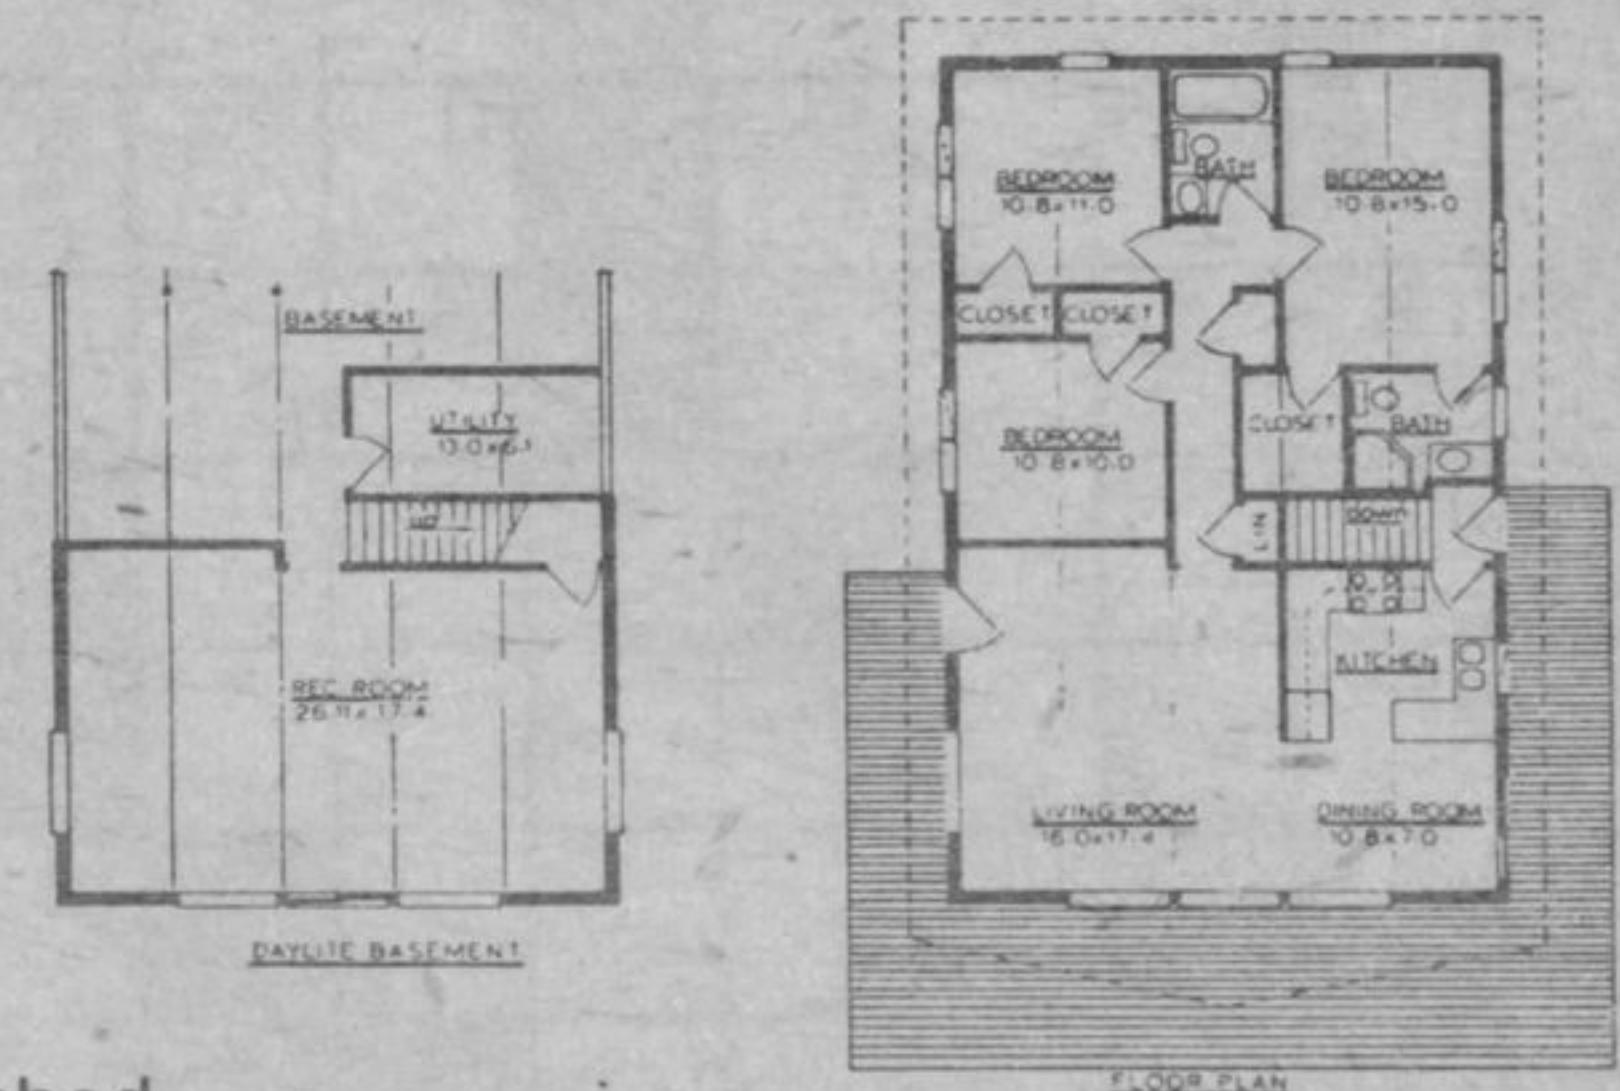 BASEMENT
UTILITY
13.0 x 6.1
UP
REC. ROOM
26.11 x 17.4
DAYLITE BASEMENT
BEDROOM
10.8 x 11.0
BATH
BEDROOM
10.8 x 15.0
CLOSET
CLOSET
BEDROOM
10.8 x 10.0
CLOSET
BATH
LIN
DOWN
KITCHEN
LIVING ROOM
16.0 x 17.4
DINING ROOM
10.8 x 7.0
FLOOR PLAN